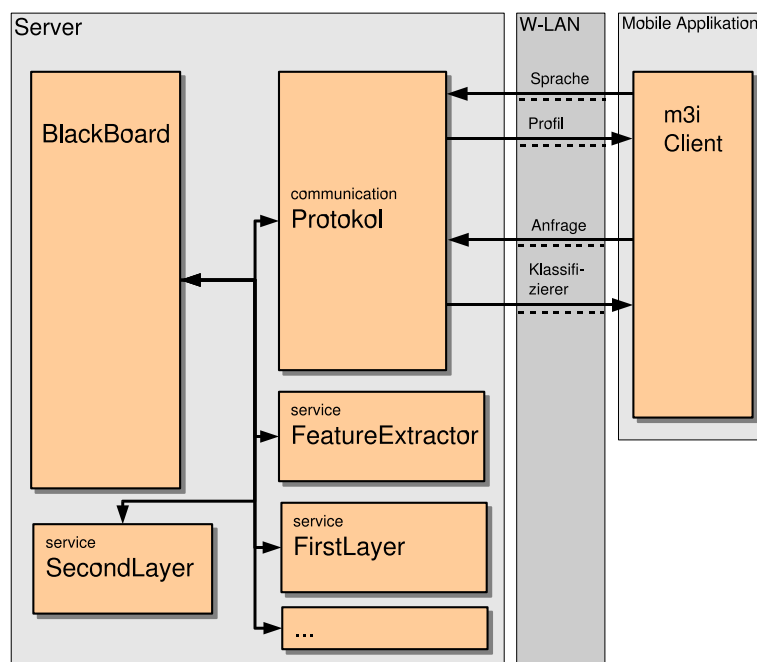 Server
W-LAN
Mobile Applikation
BlackBoard
communication
Protokol
Sprache
Profil
Anfrage
Klassifi-
zierer
m3i
Client
service
FeatureExtractor
service
FirstLayer
service
SecondLayer
...